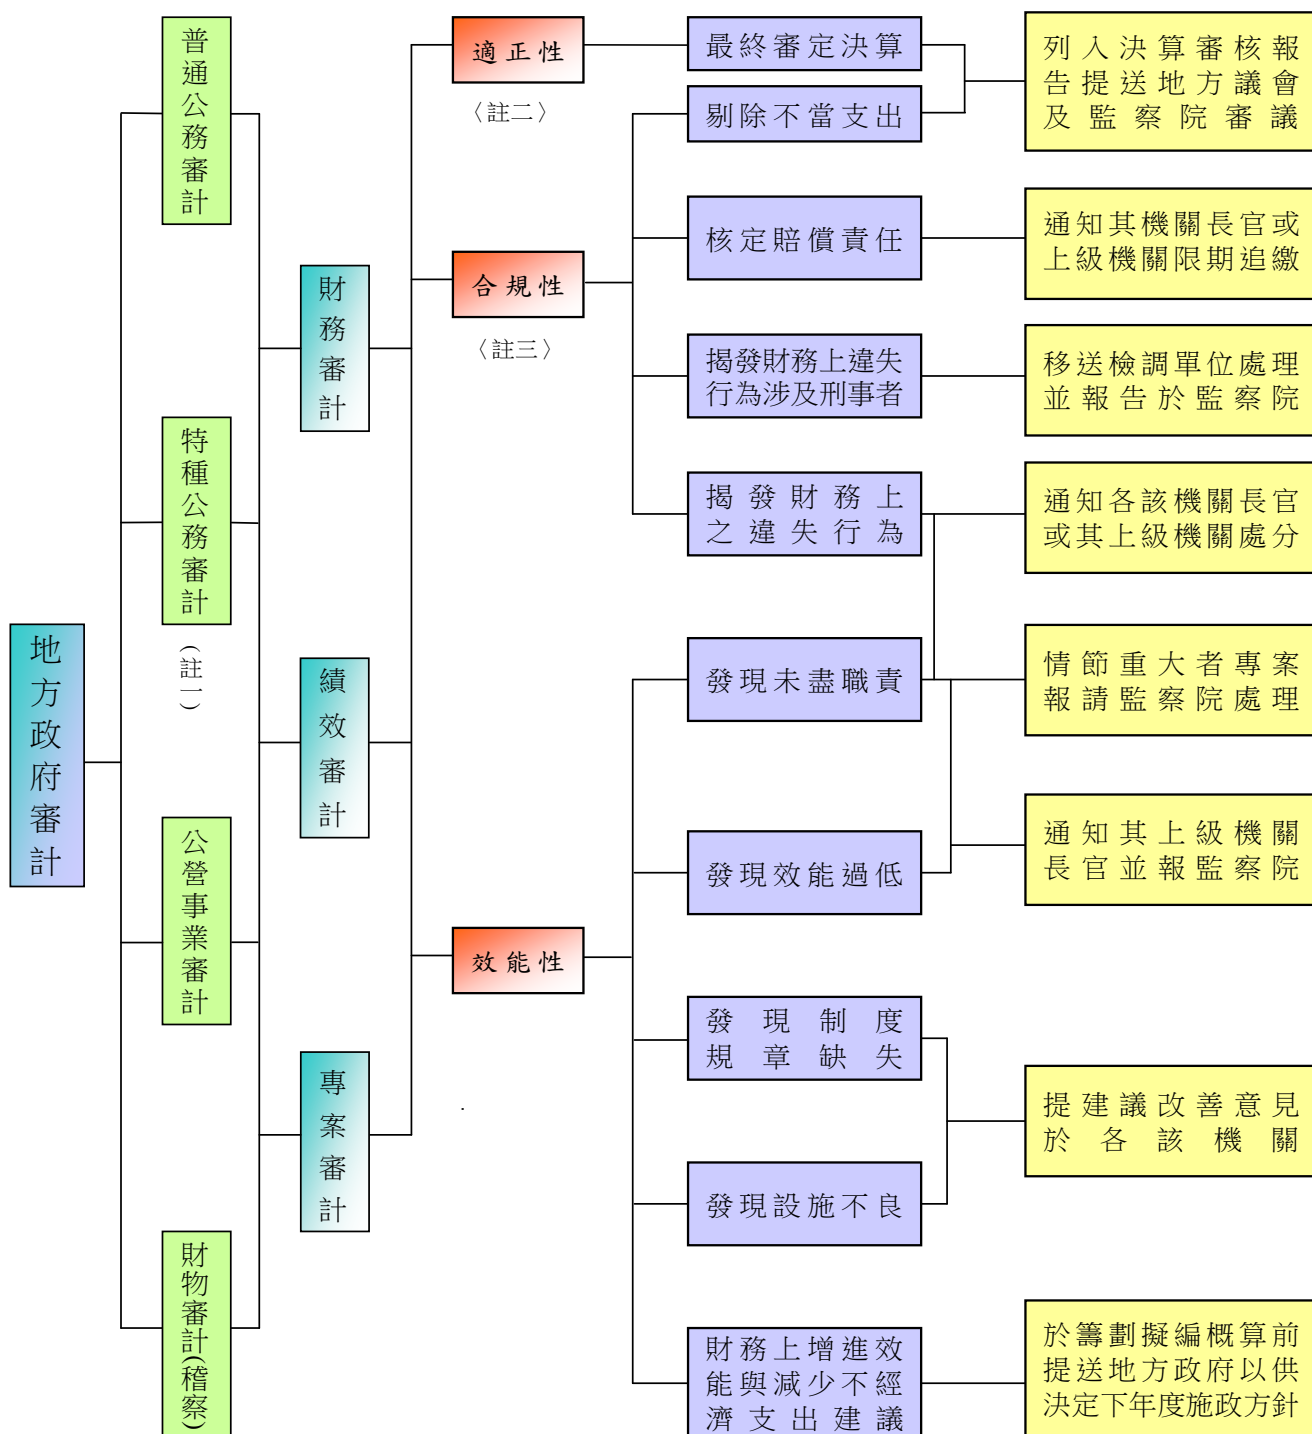 地方政府審計
普通公務審計
特種公務審計
(註一)
公營事業審計
財物審計(稽察)
財務審計
績效審計
專案審計
適正性
〈註二〉
合規性
〈註三〉
效能性
最終審定決算
剔除不當支出
核定賠償責任
揭發財務上違失
行為涉及刑事者
揭發財務上
之違失行為
發現未盡職責
發現效能過低
發現制度
規章缺失
發現設施不良
財務上增進效
能與減少不經
濟支出建議
列入決算審核報
告提送地方議會
及監察院審議
通知其機關長官或
上級機關限期追繳
移送檢調單位處理
並報告於監察院
通知各該機關長官
或其上級機關處分
情節重大者專案
報請監察院處理
通知其上級機關
長官並報監察院
提建議改善意見
於各該機關
於籌劃擬編概算前
提送地方政府以供
決定下年度施政方針